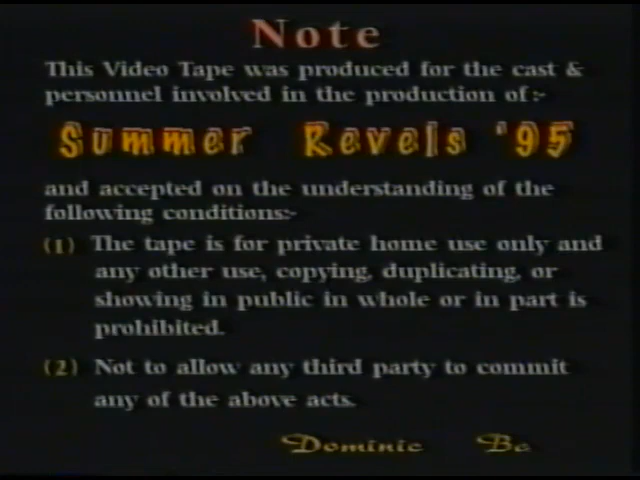 Note
This Video Tape was produced for the cast &
personnel involved in the production of:-
Summer Revels '95
and accepted on the understanding of the
following conditions:-
(1) The tape is for private home use only and
any other use, copying, duplicating, or
showing in public in whole or in part is
prohibited.
(2) Not to allow any third party to commit
any of the above acts.
Dominic